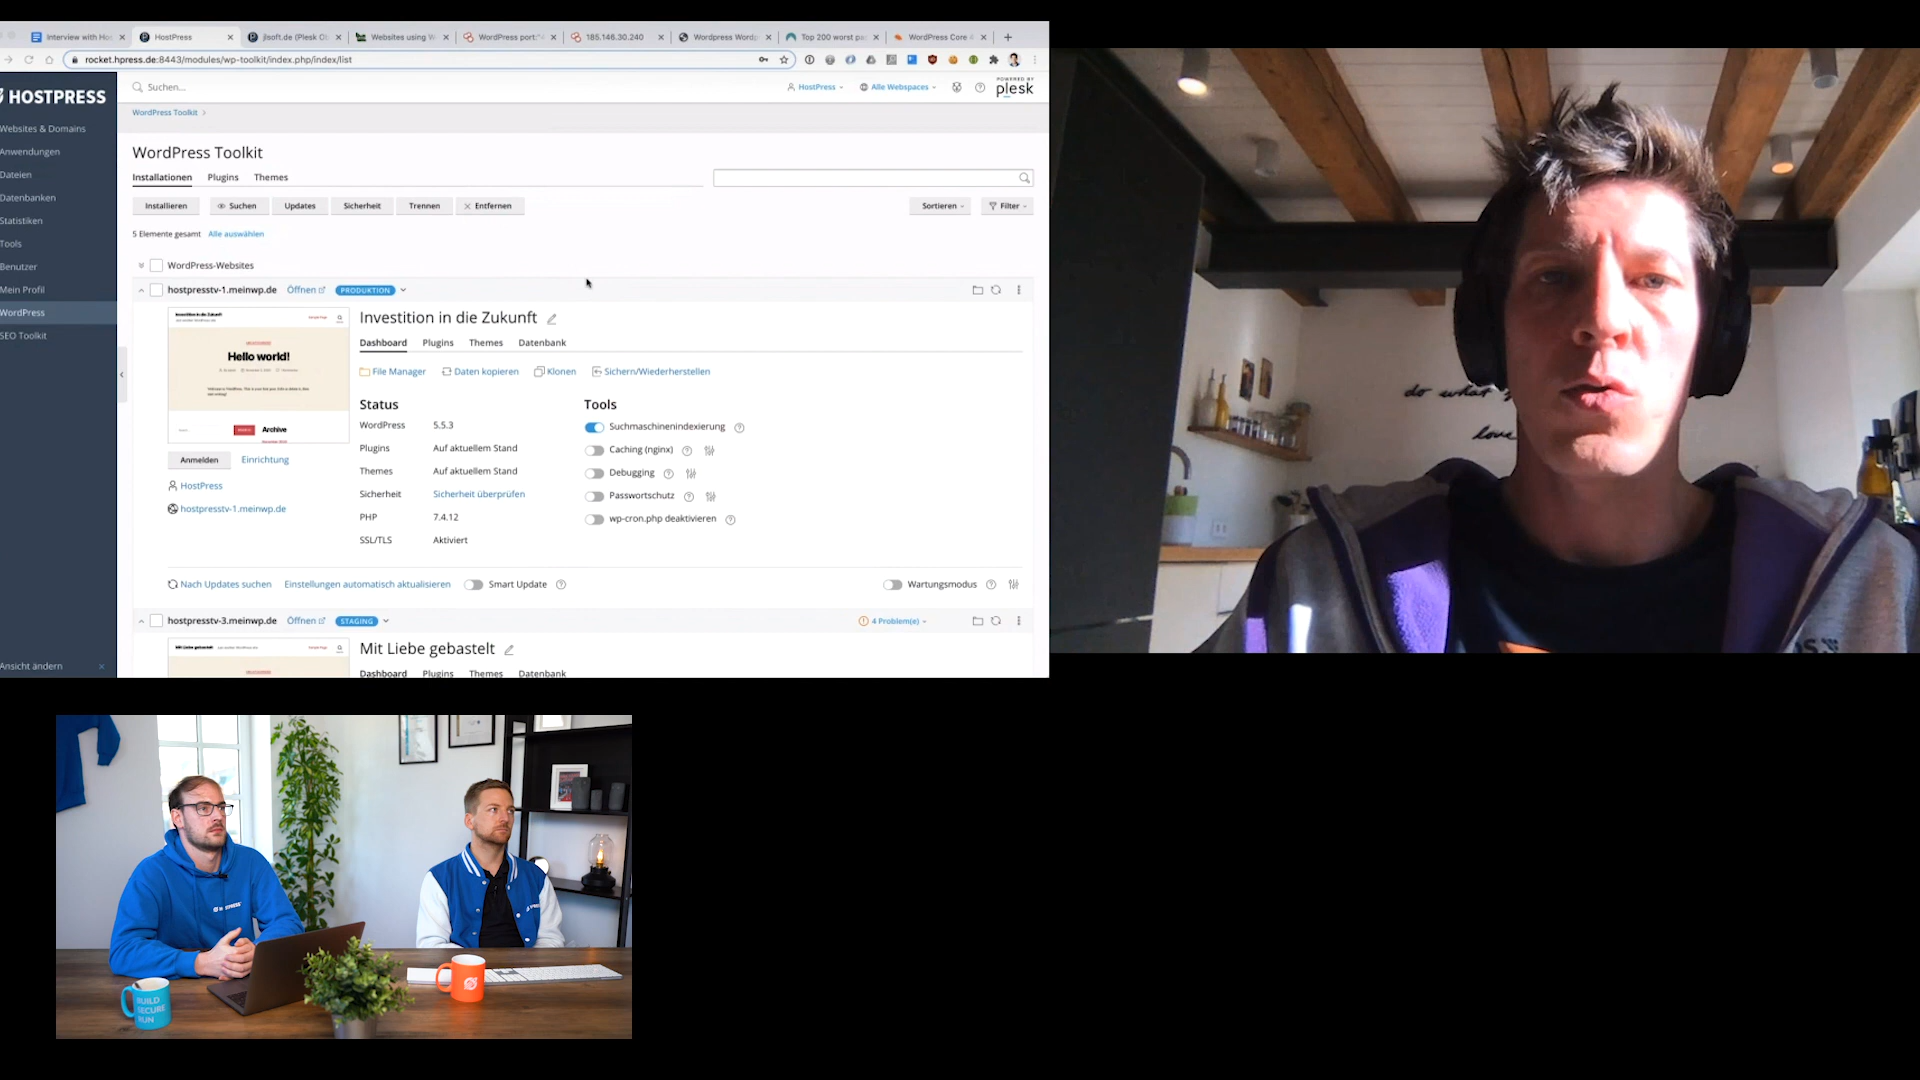 Interview with Hos
HostPress
jlsoft.de (Plesk O
Websites using W
WordPress port:"
185.146.30.240
Wordpress Wordp
Top 200 worst pa
WordPress Core
rocket.hpress.de:8443/modules/wp-toolkit/index.php/index/list
HOSTPRESS
Suchen...
HostPress
Alle Webspaces
POWERED BY
plesk
Websites & Domains
Anwendungen
Dateien
Datenbanken
Statistiken
Tools
Benutzer
Mein Profil
WordPress
SEO Toolkit
Ansicht ändern
WordPress Toolkit
WordPress Toolkit
Installationen Plugins Themes
Installieren Suchen Updates Sicherheit Trennen Entfernen Sortieren Filter
5 Elemente gesamt Alle auswählen
WordPress-Websites
hostpresstv-1.meinwp.de Öffnen PRODUKTION
Hello world!
Archive
Anmelden Einrichtung
HostPress
hostpresstv-1.meinwp.de
Investition in die Zukunft
Dashboard Plugins Themes Datenbank
File Manager Daten kopieren Klonen Sichern/Wiederherstellen
Status
WordPress 5.5.3
Plugins Auf aktuellem Stand
Themes Auf aktuellem Stand
Sicherheit Sicherheit überprüfen
PHP 7.4.12
SSL/TLS Aktiviert
Tools
Suchmaschinenindexierung
Caching (nginx)
Debugging
Passwortschutz
wp-cron.php deaktivieren
Nach Updates suchen Einstellungen automatisch aktualisieren Smart Update Wartungsmodus
hostpresstv-3.meinwp.de Öffnen STAGING 4 Problem(e)
Mit Liebe gebastelt
Mit Liebe gebastelt
Dashboard Plugins Themes Datenbank
do what
love
BUILD
SECURE
RUN